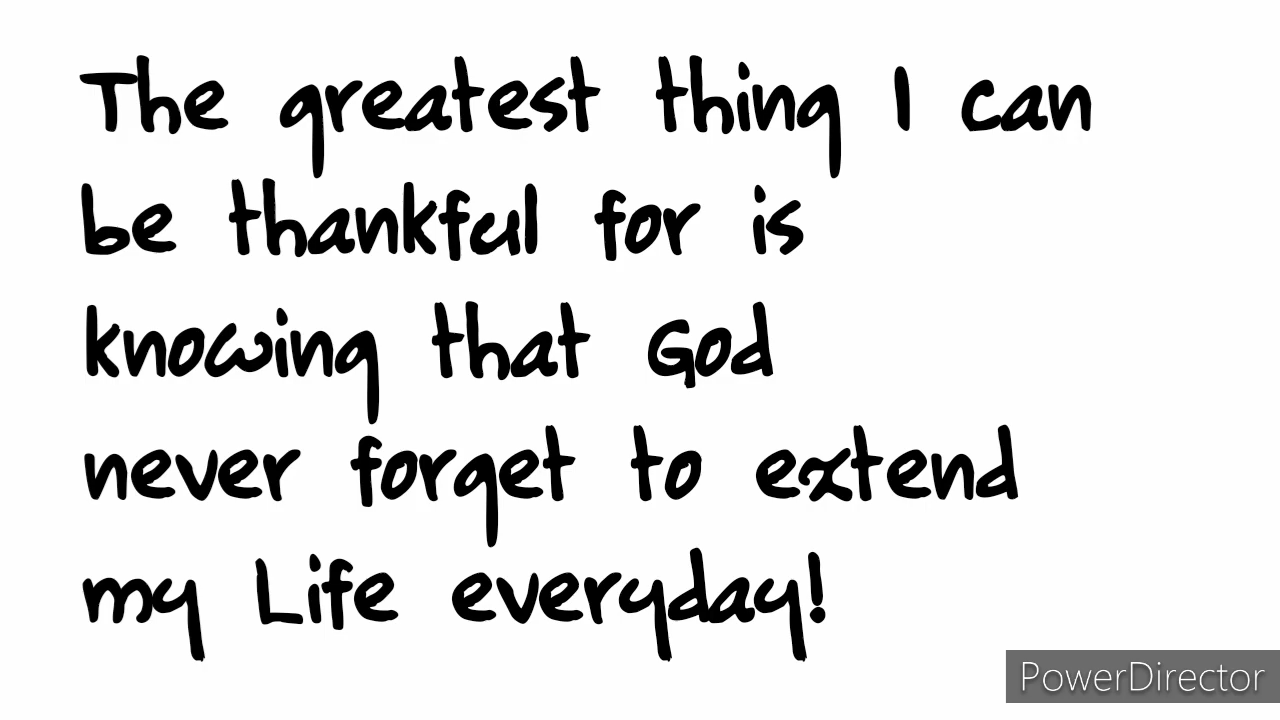 The greatest thing I can
be thankful for is
knowing that God
never forget to extend
my Life everyday!
PowerDirector